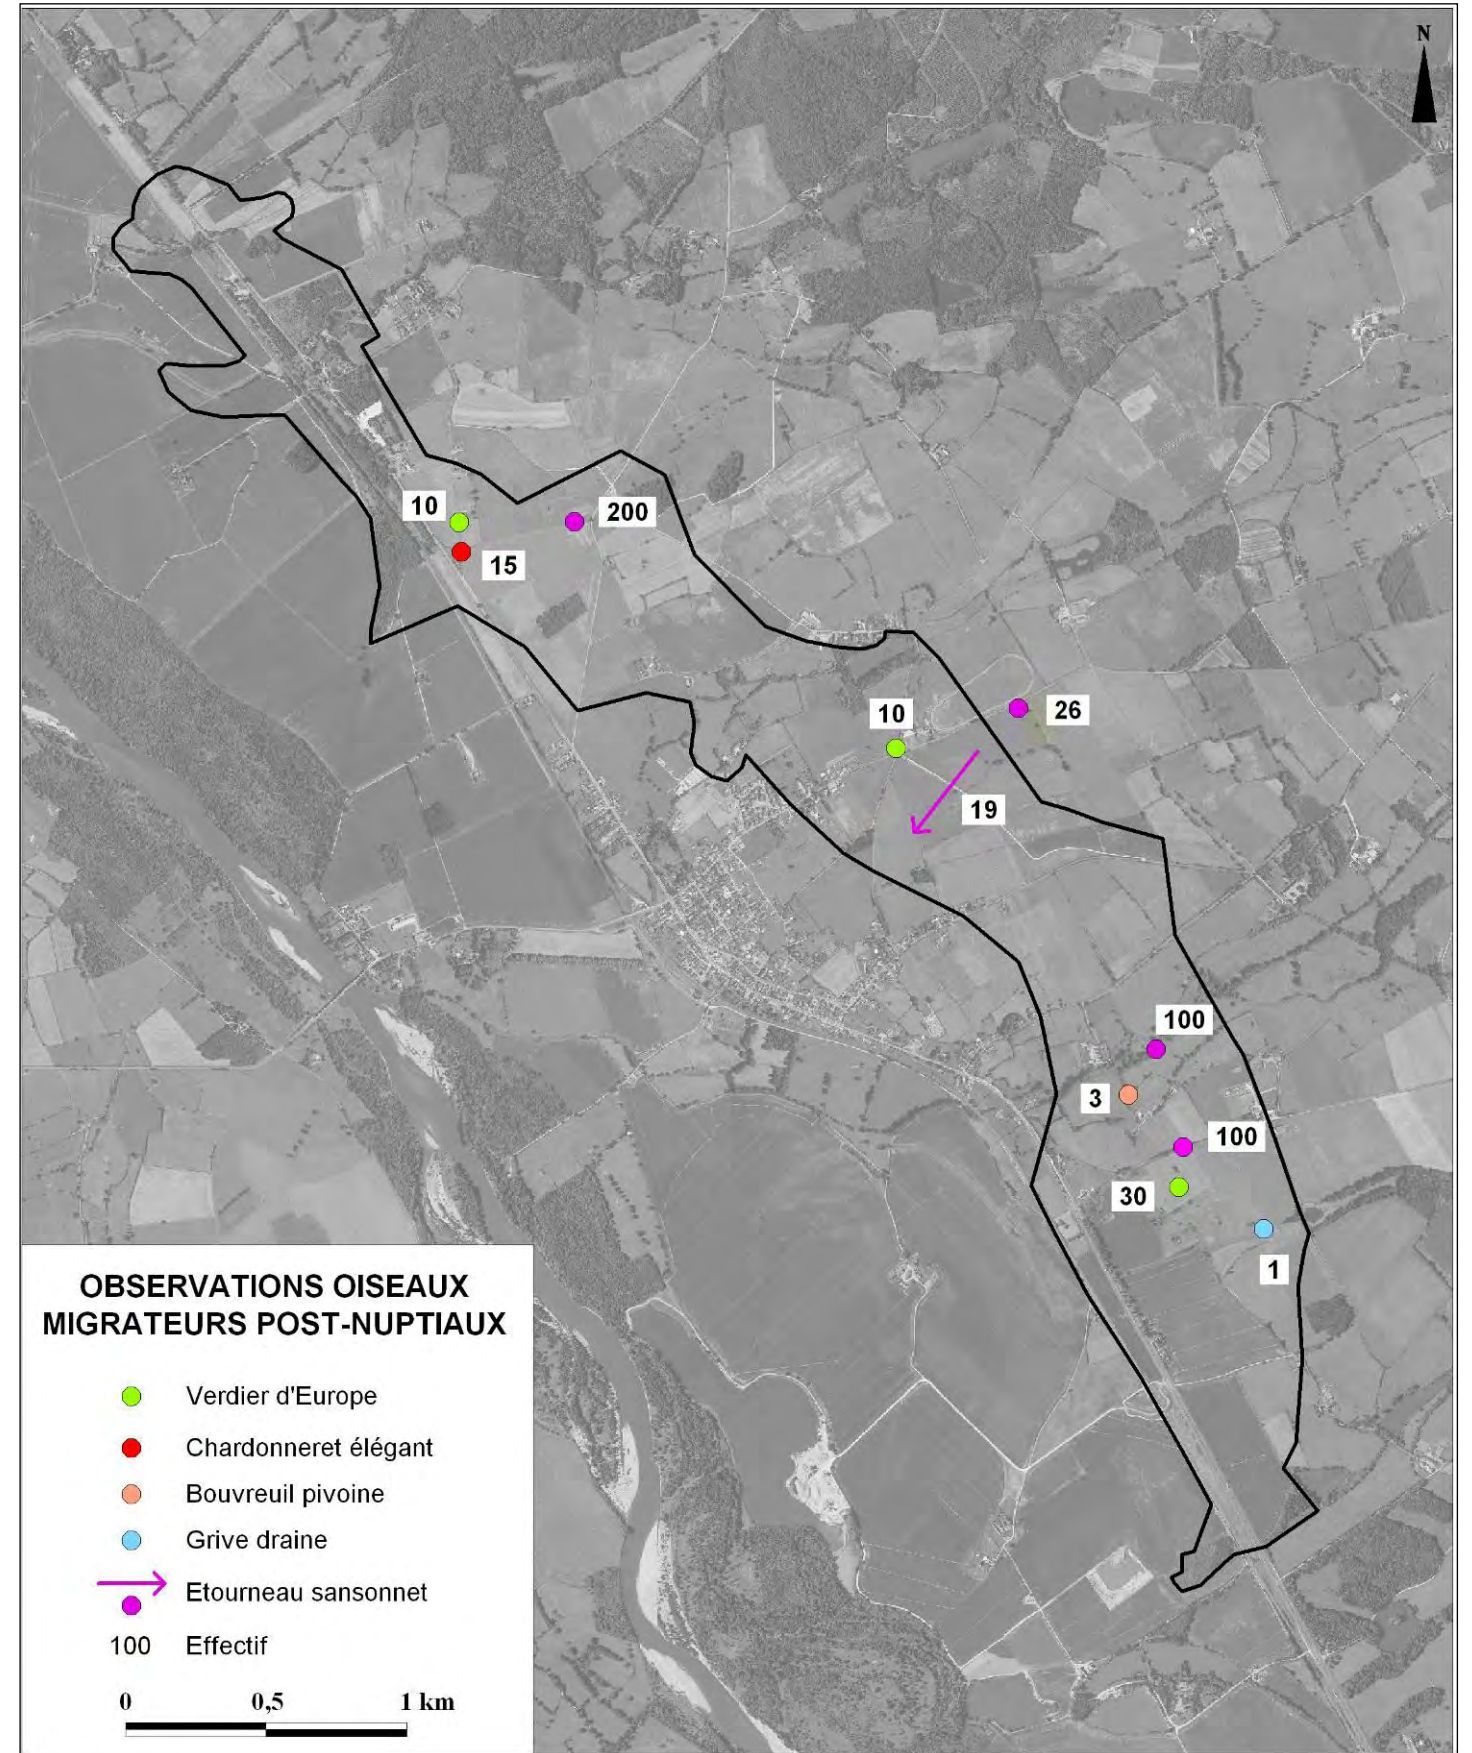 N
10
200
15
10
26
19
100
3
100
30
1
OBSERVATIONS OISEAUX
MIGRATEURS POST-NUPTIAUX
Verdier d'Europe
Chardonneret élégant
Bouvreuil pivoine
Grive draine
Etourneau sansonnet
100 Effectif
0 0,5 1 km